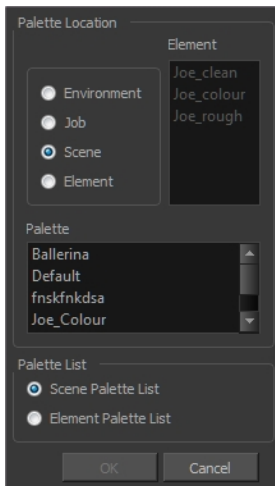 Palette Location
Element
Joe_clean
Joe_colour
Joe_rough
Environment
Job
Scene
Element
Palette
Ballerina
Default
fnskfnkdsa
Joe_Colour
Palette List
Scene Palette List
Element Palette List
OK
Cancel